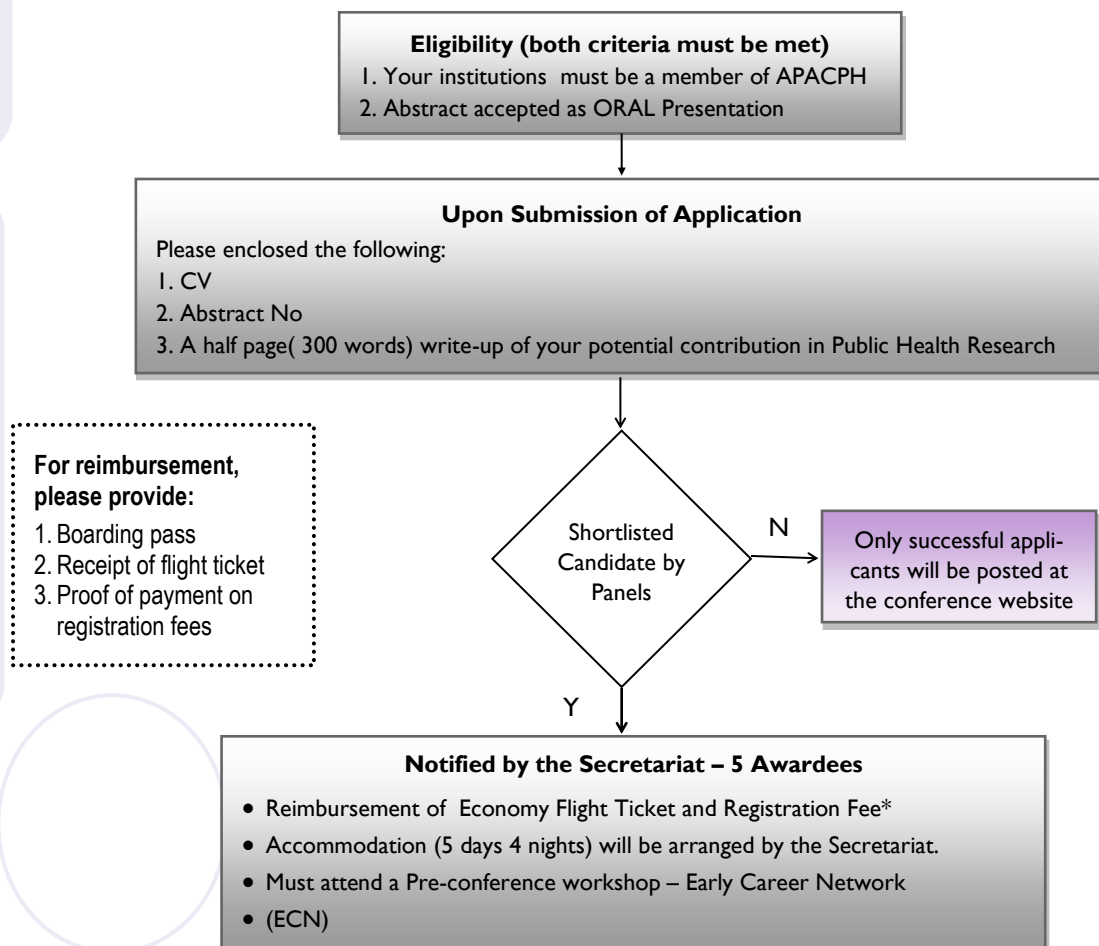 Eligibility (both criteria must be met)
1. Your institutions must be a member of APACPH
2. Abstract accepted as ORAL Presentation
Upon Submission of Application
Please enclosed the following:
1. CV
2. Abstract No
3. A half page( 300 words) write-up of your potential contribution in Public Health Research
For reimbursement,
please provide:
1. Boarding pass
2. Receipt of flight ticket
3. Proof of payment on
registration fees
Shortlisted
Candidate by
Panels
N
Only successful appli-
cants will be posted at
the conference website
Y
Notified by the Secretariat – 5 Awardees
• Reimbursement of Economy Flight Ticket and Registration Fee*
• Accommodation (5 days 4 nights) will be arranged by the Secretariat.
• Must attend a Pre-conference workshop – Early Career Network
• (ECN)